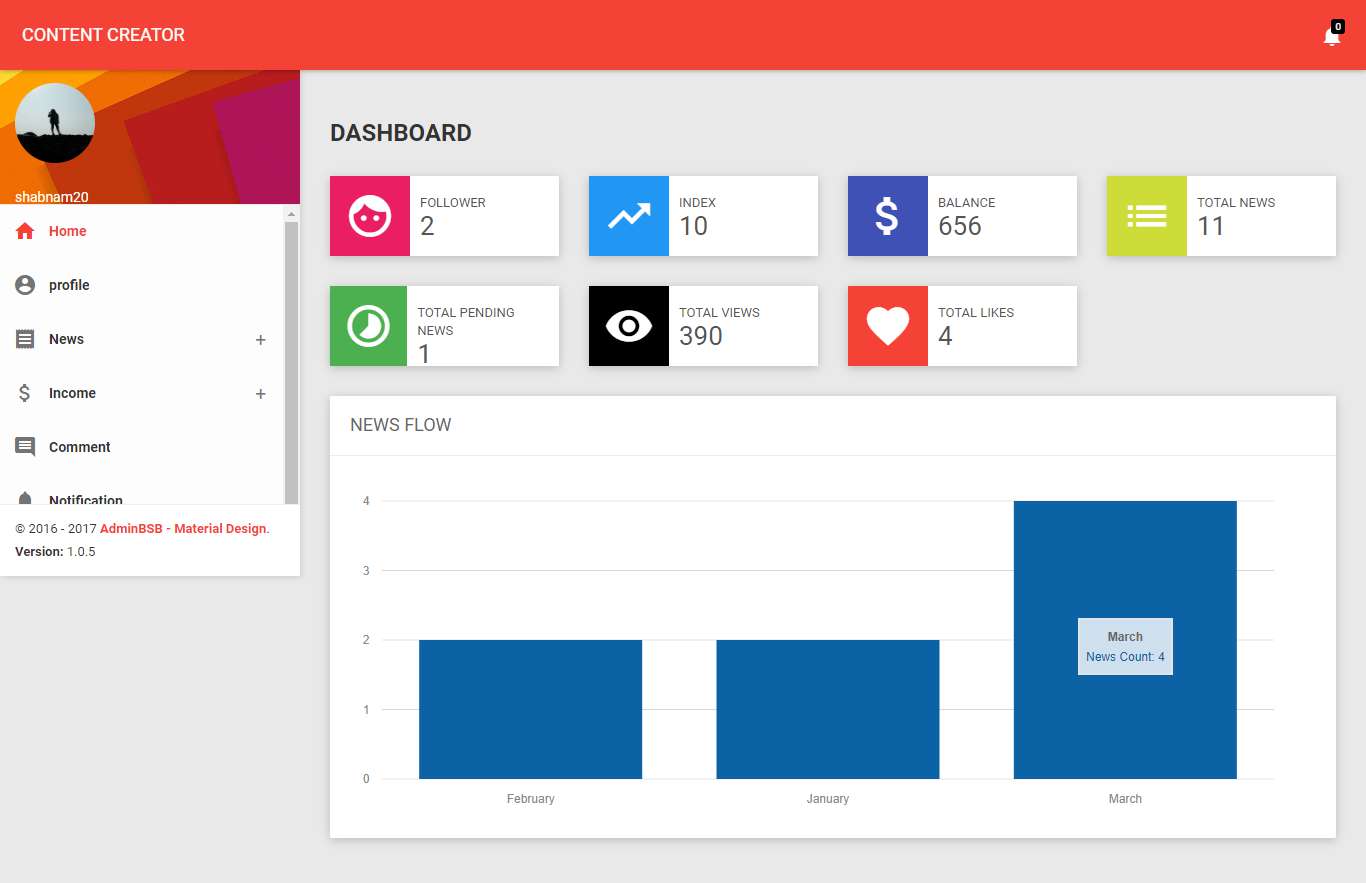 CONTENT CREATOR
0
shabnam20
Home
profile
News +
Income +
Comment
Notification
© 2016 - 2017 AdminBSB - Material Design.
Version: 1.0.5
DASHBOARD
FOLLOWER
2
INDEX
10
BALANCE
656
TOTAL NEWS
11
TOTAL PENDING
NEWS
1
TOTAL VIEWS
390
TOTAL LIKES
4
NEWS FLOW
4
3
2
1
0
March
News Count: 4
February
January
March